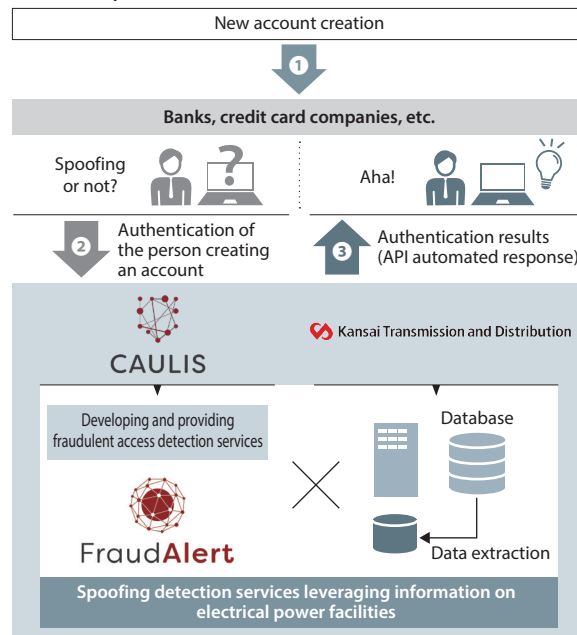 New account creation
1
Banks, credit card companies, etc.
Spoofing
or not?
?
Aha!
2
Authentication of
the person creating
an account
3
Authentication results
(API automated response)
CAULIS
Kansai Transmission and Distribution
Developing and providing
fraudulent access detection services
Database
FraudAlert
Data extraction
Spoofing detection services leveraging information on
electrical power facilities